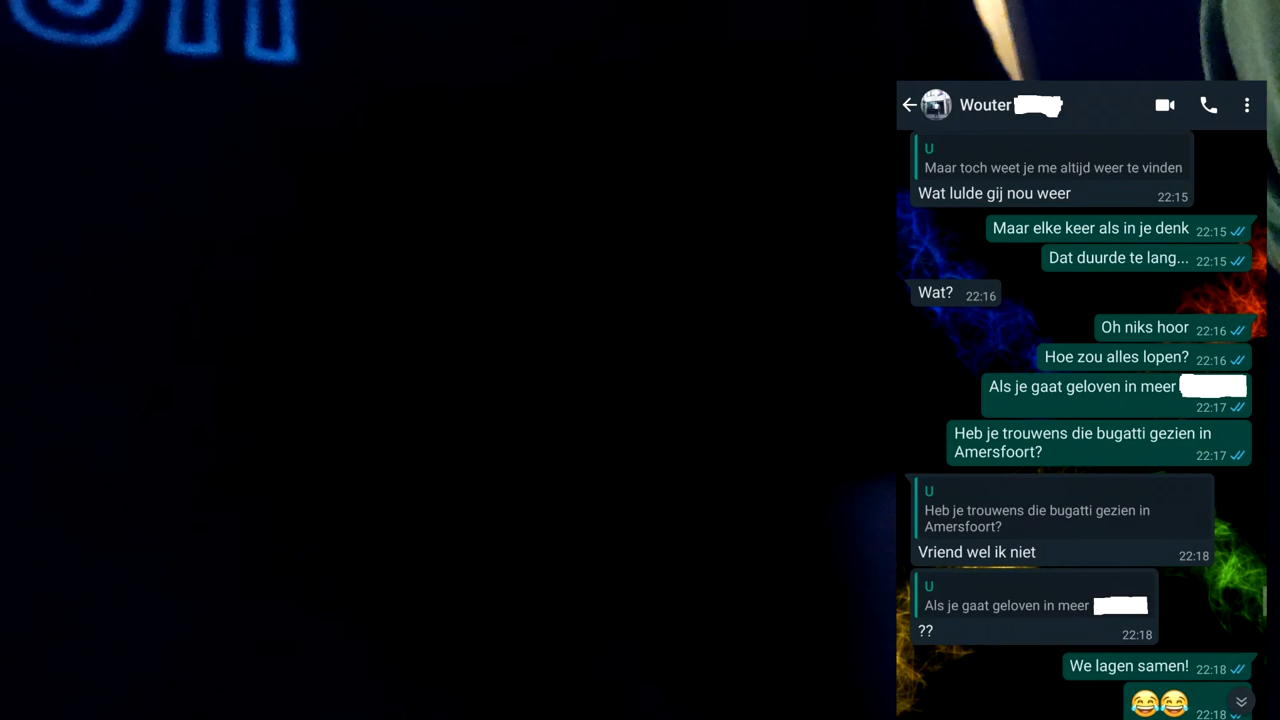 Wouter
U
Maar toch weet je me altijd weer te vinden
Wat lulde gij nou weer
22:15
Maar elke keer als in je denk 22:15
Dat duurde te lang... 22:15
Wat? 22:16
Oh niks hoor 22:16
Hoe zou alles lopen? 22:16
Als je gaat geloven in meer
22:17
Heb je trouwens die bugatti gezien in
Amersfoort? 22:17
U
Heb je trouwens die bugatti gezien in
Amersfoort?
Vriend wel ik niet
22:18
U
Als je gaat geloven in meer
??
22:18
We lagen samen! 22:18
😂😂 22:18